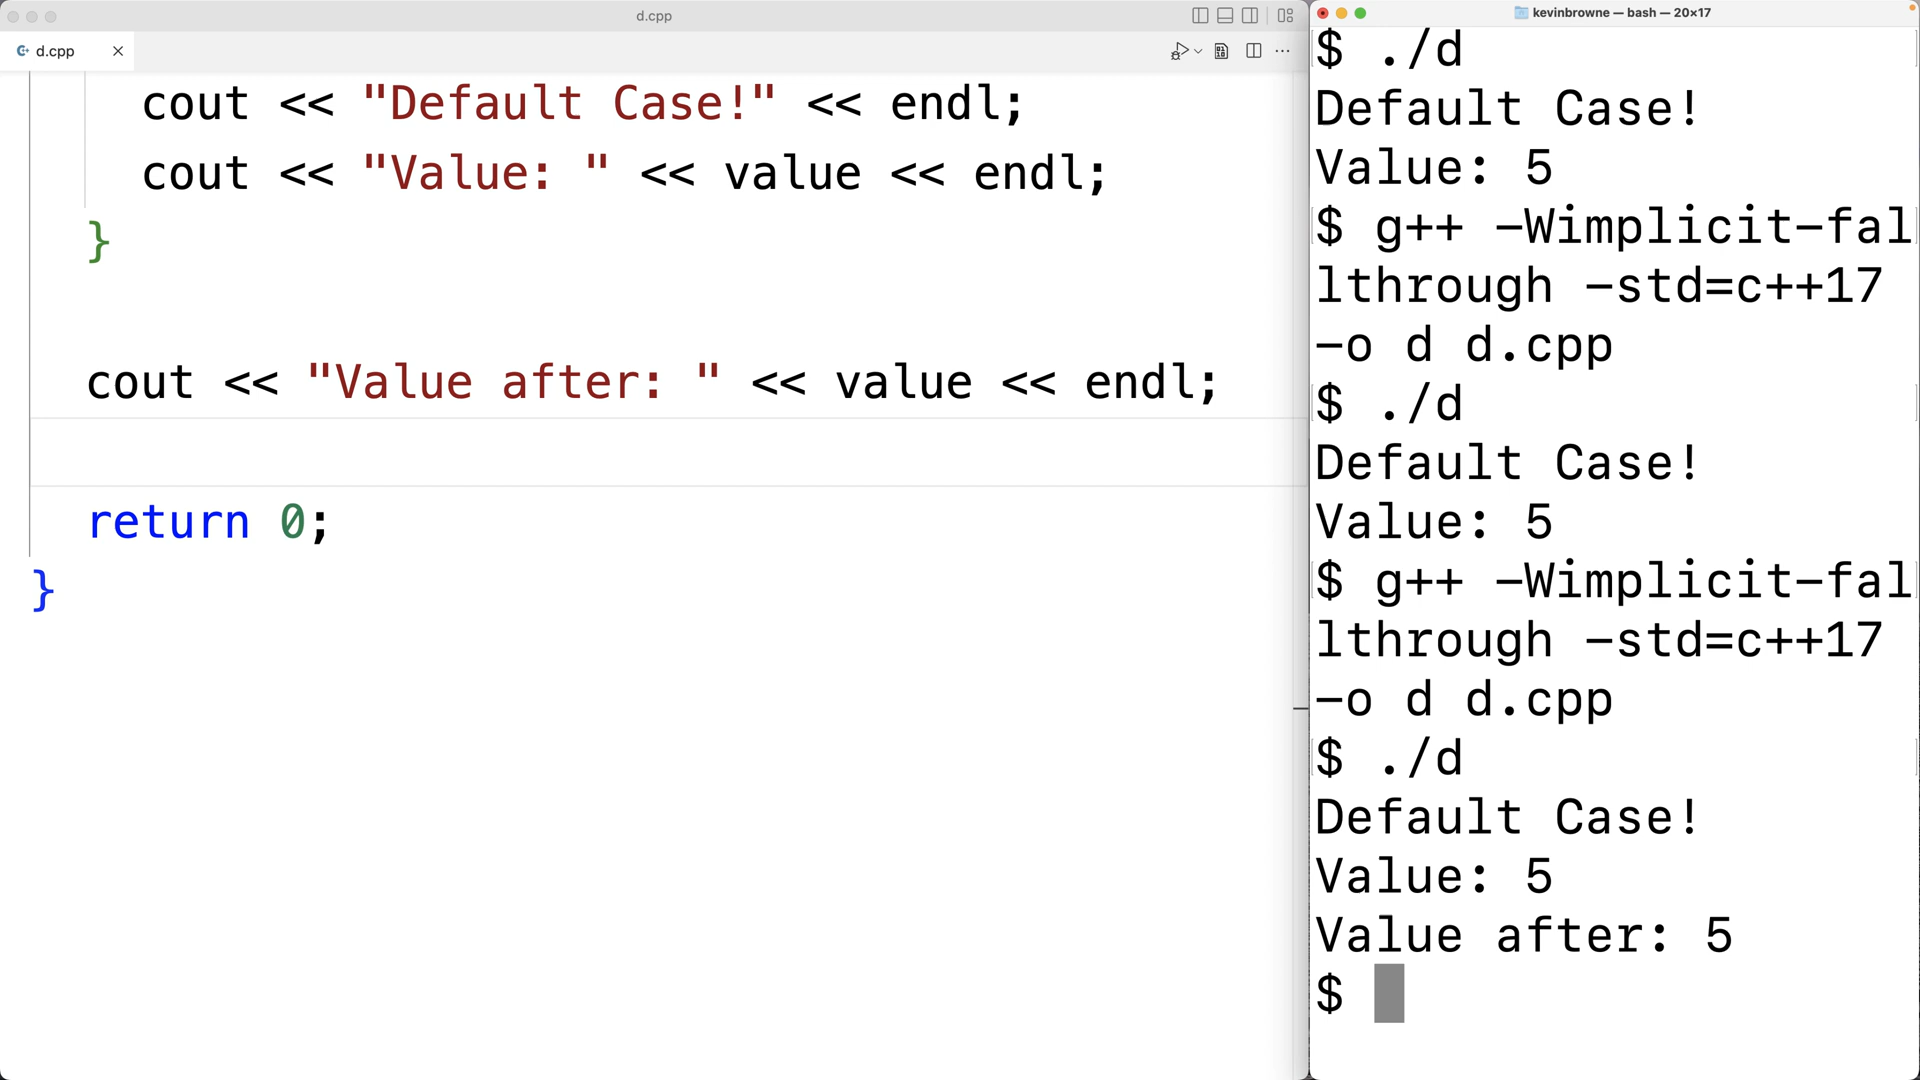 d.cpp
d.cpp
cout << "Default Case!" << endl;
cout << "Value: " << value << endl;
}
cout << "Value after: " << value << endl;
return 0;
}
kevinbrowne — bash — 20×17
$ ./d
Default Case!
Value: 5
$ g++ -Wimplicit-fal
lthrough -std=c++17
-o d d.cpp
$ ./d
Default Case!
Value: 5
$ g++ -Wimplicit-fal
lthrough -std=c++17
-o d d.cpp
$ ./d
Default Case!
Value: 5
Value after: 5
$